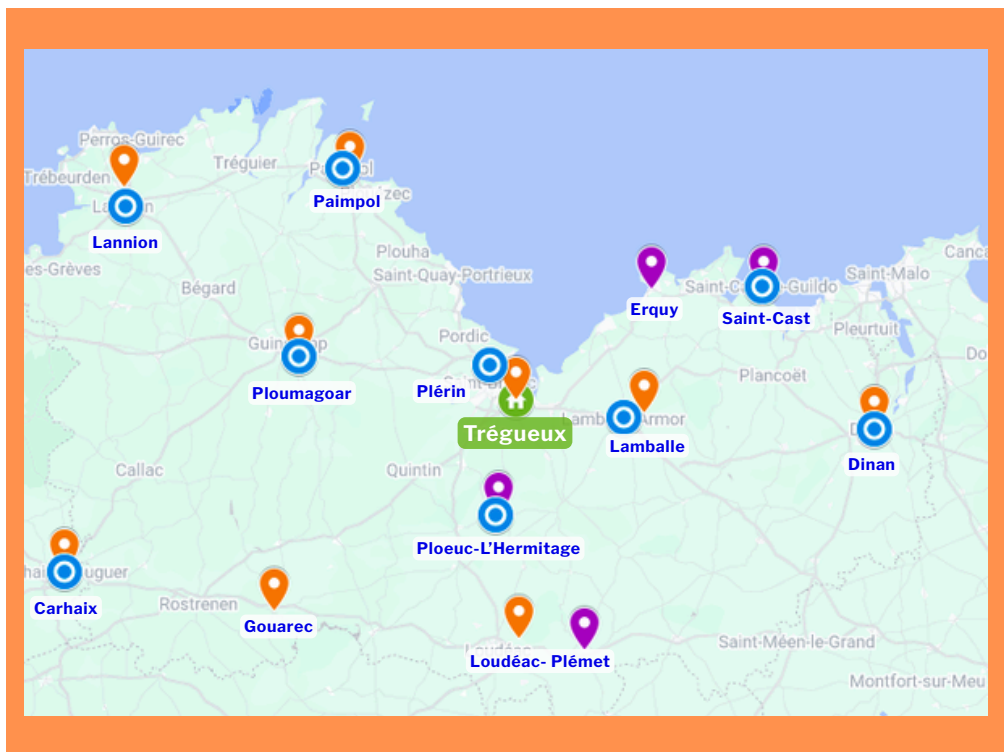 Perros-Guirec
Trébeurden
Tréguier
Paimpol
Lannion
Plouha
Saint-Quay-Portrieux
Bégard
Erquy
Saint-Cast
Saint-Malo
Pleurtuit
Pordic
Ploumagoar
Plérin
Plancoët
Trégueux
Lamballe
Dinan
Callac
Quintin
Ploeuc-L'Hermitage
Carhaix
Rostrenen
Gouarec
Loudéac- Plémet
Saint-Méen-le-Grand
Montfort-sur-Meu